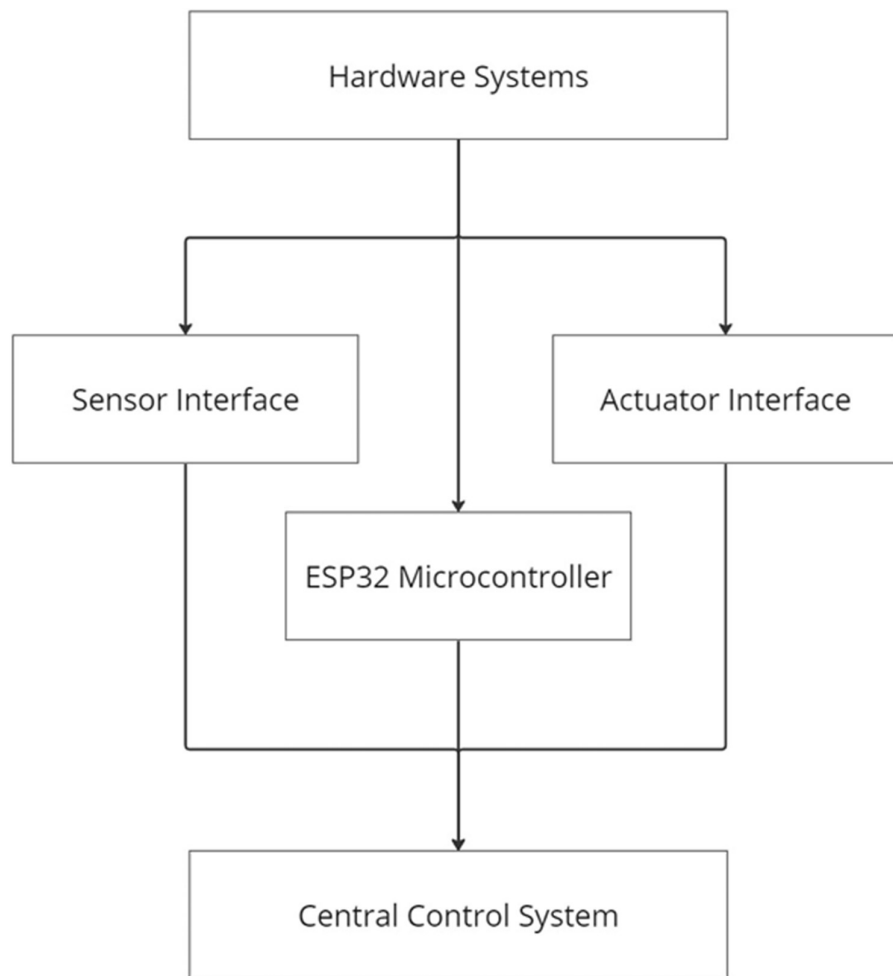 Hardware Systems
Sensor Interface
Actuator Interface
ESP32 Microcontroller
Central Control System